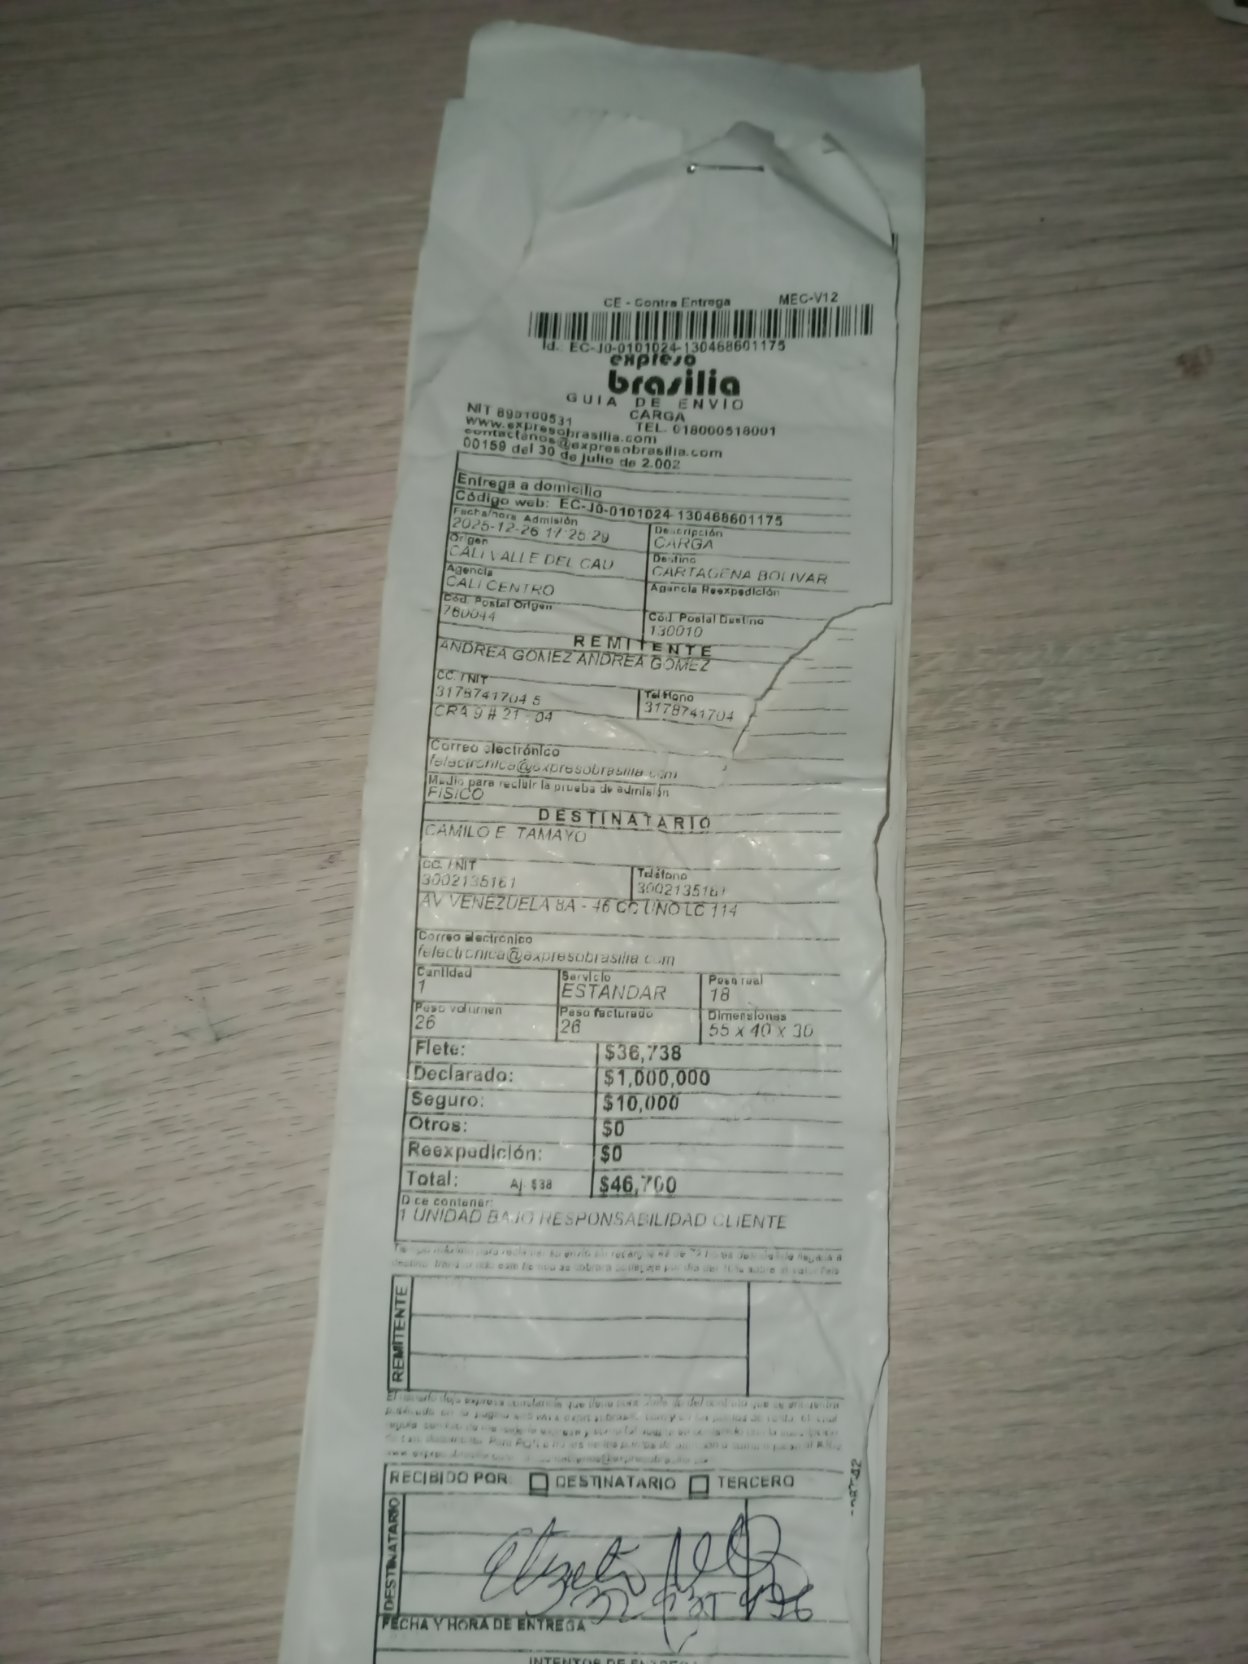 CE - Contra Entrega MEC-V12
Id.: EC-J0-0101024-130468601175
expreso
brasilia
GUIA DE ENVIO
NIT 890100531 CARGA
www.expresobrasilia.com TEL. 018000518001
contactanos@expresobrasilia.com
00159 del 30 de julio de 2.002
Entrega a domicilio
Código web: EC-J0-0101024-130468601175
Fecha/hora Admisión Descripción
2025-12-26 17:25:29 CARGA
Origen Destino
CALI VALLE DEL CAU CARTAGENA BOLIVAR
Agencia Agencia Reexpedición
CALI CENTRO
Cód. Postal Origen Cód. Postal Destino
760044 130010
REMITENTE
ANDREA GOMEZ ANDREA GOMEZ
CC. / NIT Teléfono
3178741704 5 3178741704
CRA 9 # 21 - 04
Correo electrónico
felectronica@expresobrasilia.com
Medio para recibir la prueba de admisión
FISICO
DESTINATARIO
CAMILO E TAMAYO
CC. / NIT Teléfono
3002135161 3002135161
AV VENEZUELA 8A - 46 CC UNO LC 114
Correo electrónico
felectronica@expresobrasilia.com
Cantidad Servicio Peso real
1 ESTANDAR 18
Peso volumen Peso facturado Dimensiones
26 26 55 x 40 x 30
Flete: $36,738
Declarado: $1,000,000
Seguro: $10,000
Otros: $0
Reexpedición: $0
Total: Aj. $38 $46,700
Dice contener:
1 UNIDAD BAJO RESPONSABILIDAD CLIENTE
REMITENTE
RECIBIDO POR DESTINATARIO TERCERO
DESTINATARIO
FECHA Y HORA DE ENTREGA
INTENTOS DE ENTREGA